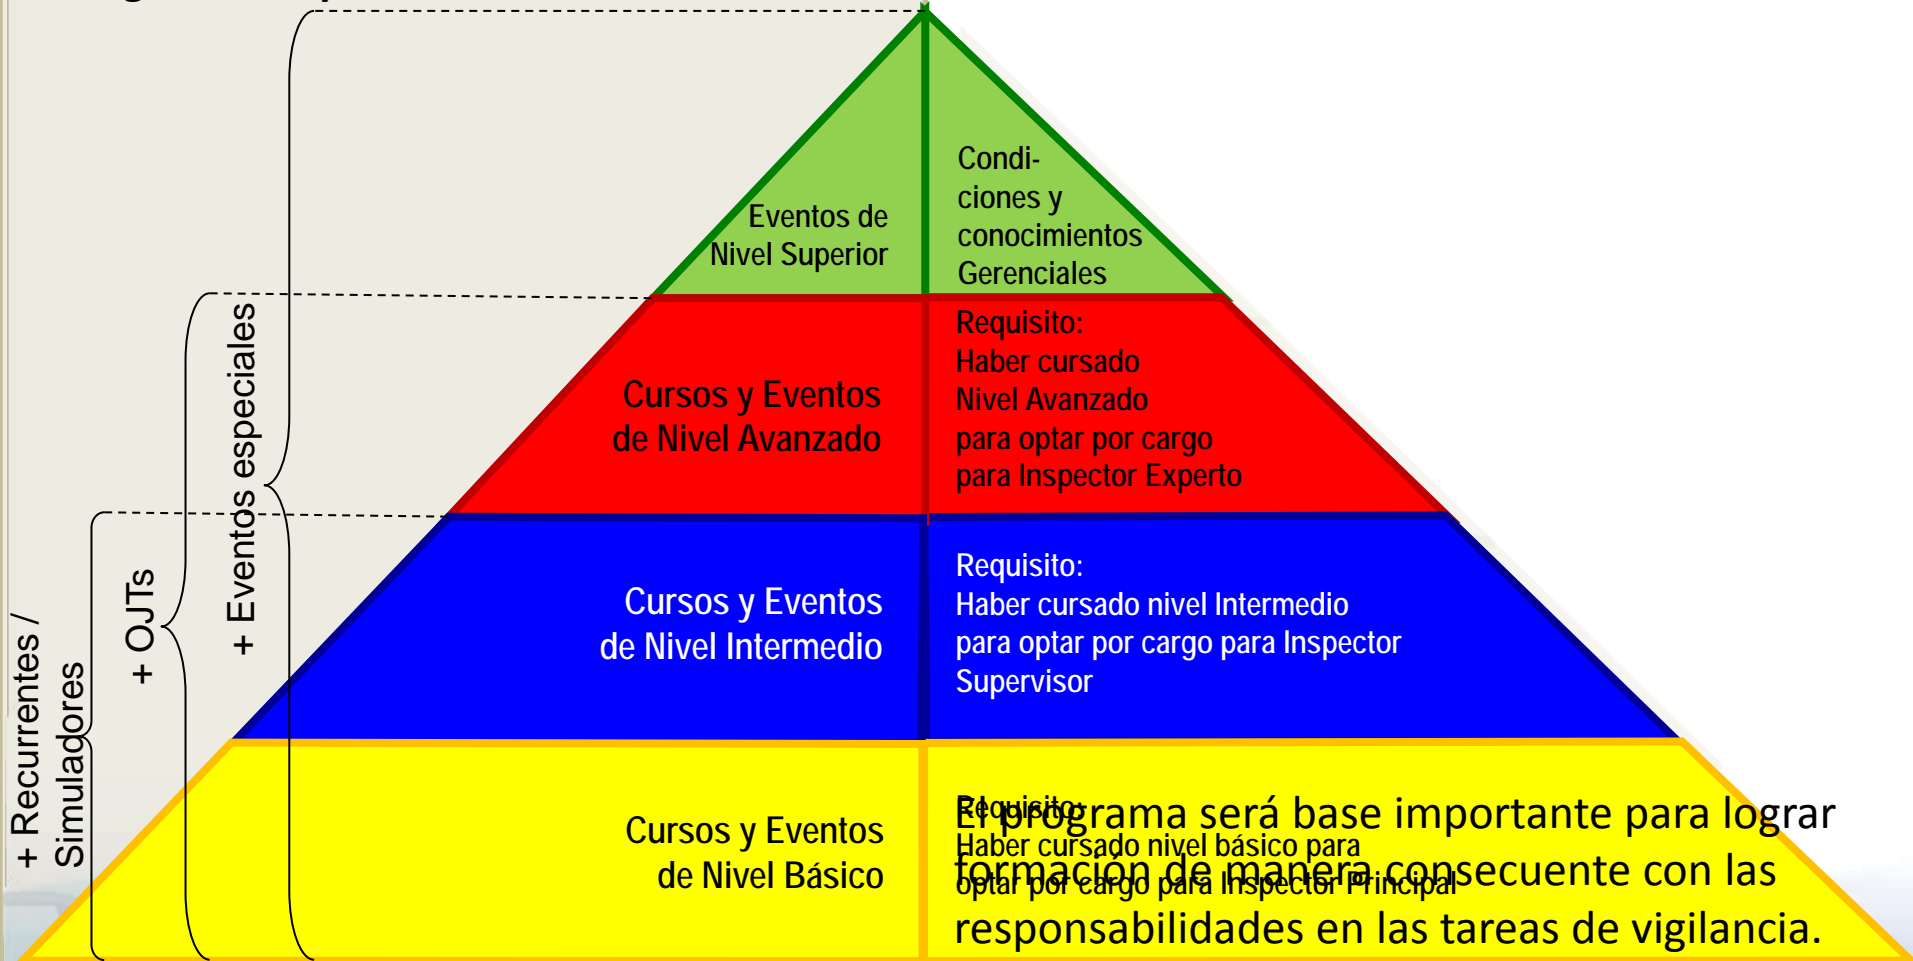 Condi-
ciones y
conocimientos
Gerenciales
Eventos de
Nivel Superior
Requisito:
Haber cursado
Nivel Avanzado
para optar por cargo
para Inspector Experto
Cursos y Eventos
de Nivel Avanzado
+ Eventos especiales
+ OJTs
+ Recurrentes /
Simuladores
Requisito:
Haber cursado nivel Intermedio
para optar por cargo para Inspector
Supervisor
Cursos y Eventos
de Nivel Intermedio
Cursos y Eventos
de Nivel Básico
Requisito:
Haber cursado nivel básico para
optar por cargo para Inspector Principal
El programa será base importante para lograr
formación de manera consecuente con las
responsabilidades en las tareas de vigilancia.